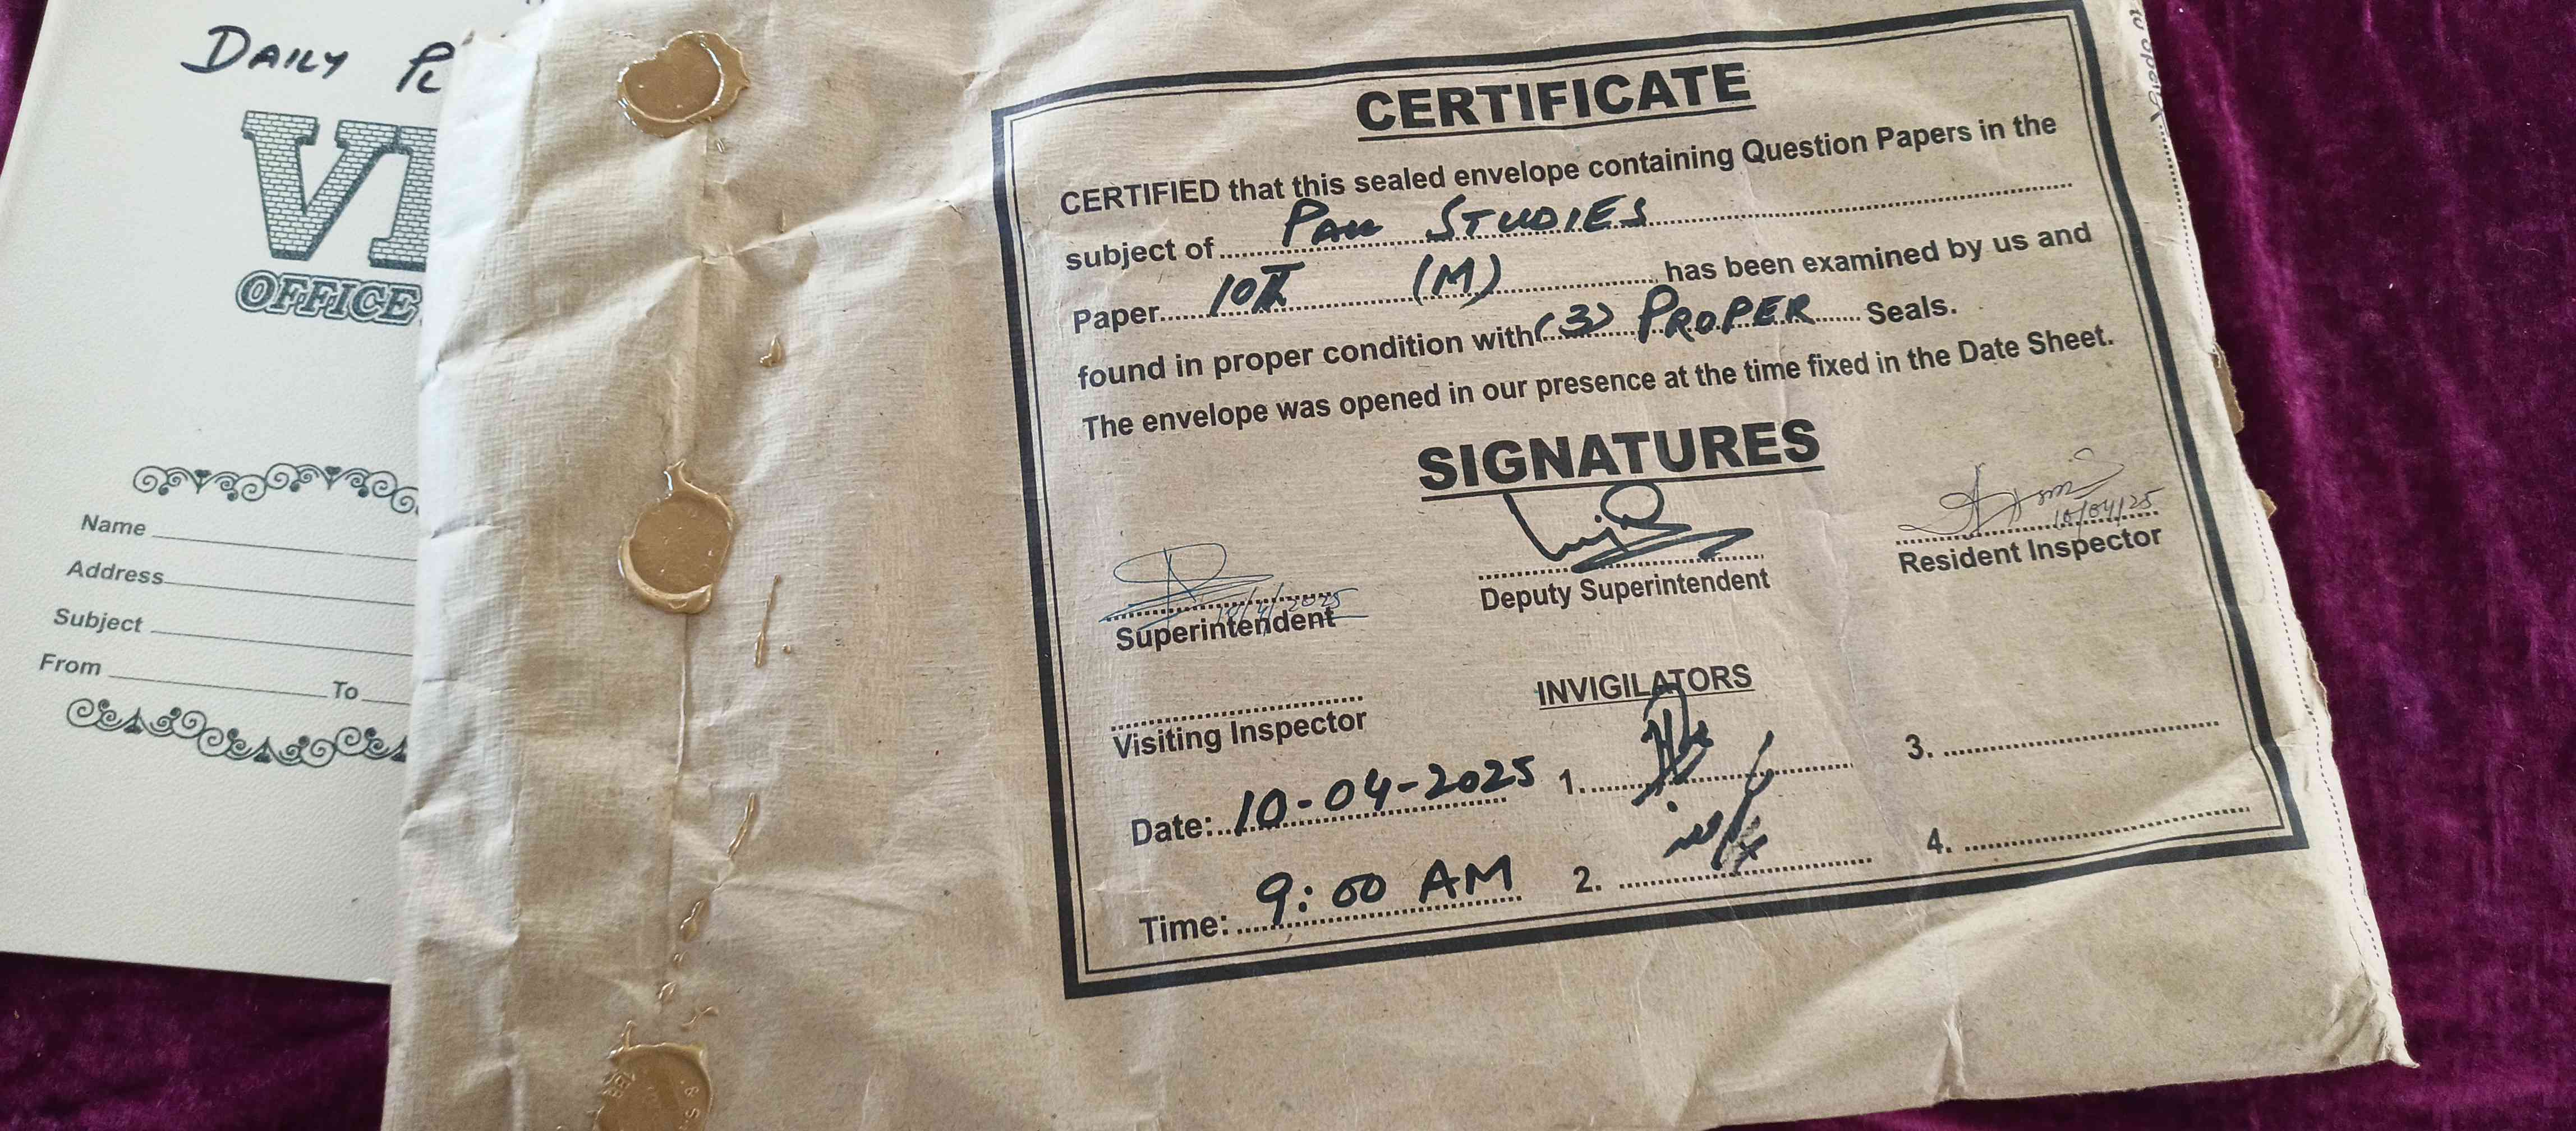 DAILY PL
VI
OFFICE
Name
Address
Subject
From To
CERTIFICATE
CERTIFIED that this sealed envelope containing Question Papers in the
subject of Pak STUDIES
Paper 10th (M) has been examined by us and
found in proper condition with (3) PROPER Seals.
The envelope was opened in our presence at the time fixed in the Date Sheet.
SIGNATURES
10/4/2025
10/04/25
Superintendent
Deputy Superintendent
Resident Inspector
INVIGILATORS
Visiting Inspector
Date: 10-04-2025
1.
3.
Time: 9:00 AM
2.
4.